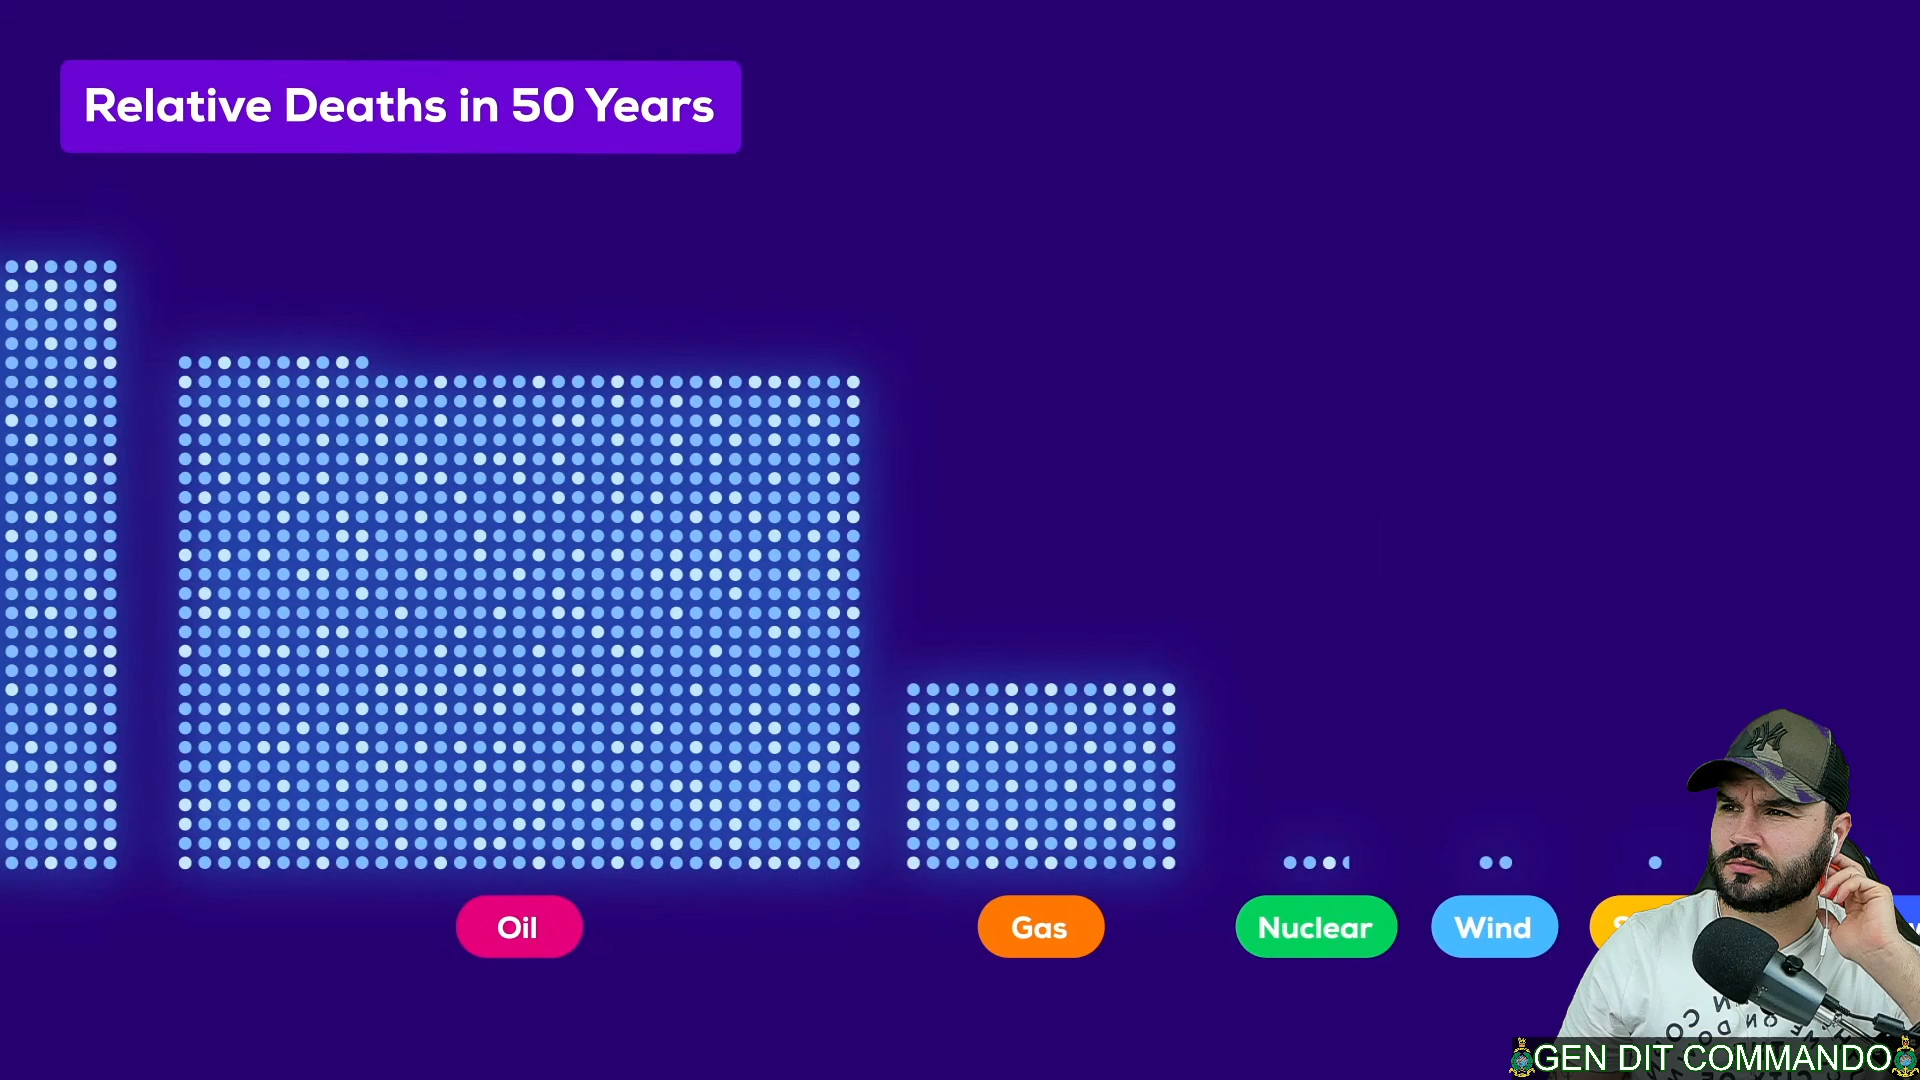 Relative Deaths in 50 Years
Oil
Gas
Nuclear
Wind
GEN DIT COMMANDO